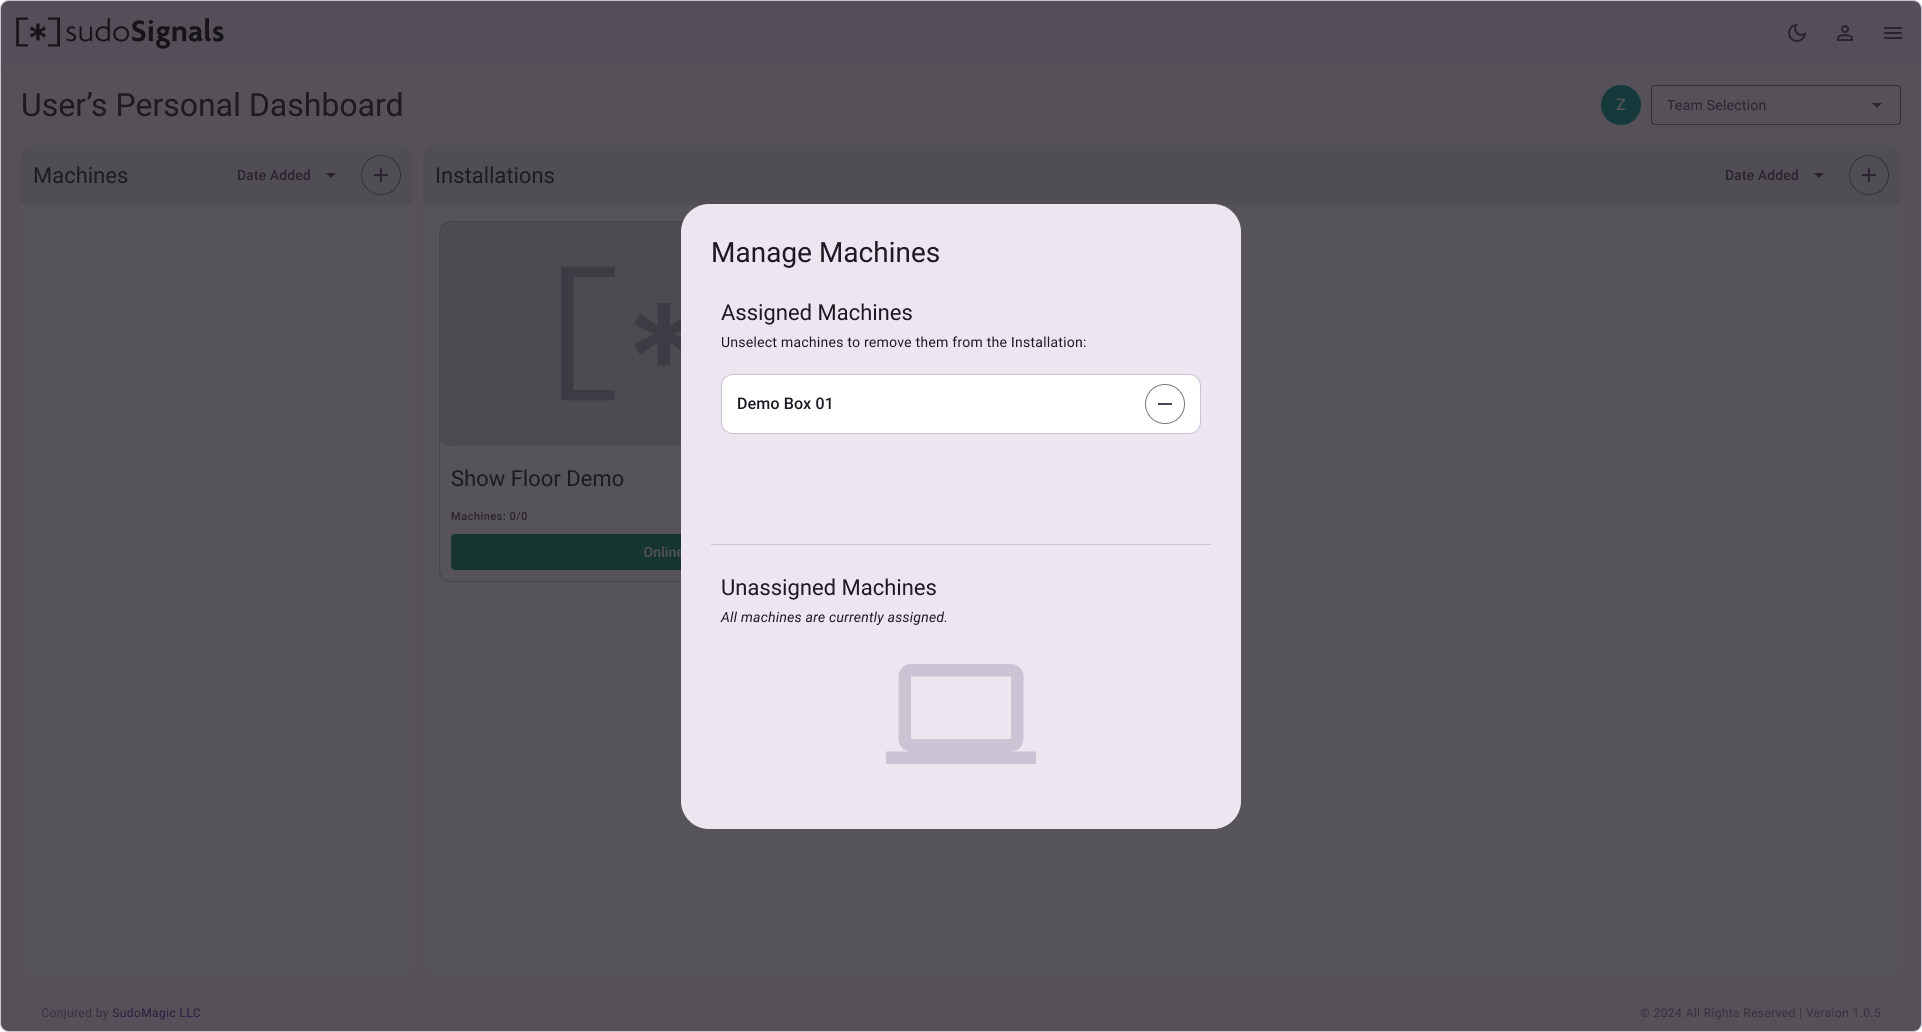 [*]sudoSignals
User’s Personal Dashboard
Z
Team Selection
Machines
Date Added
Installations
Date Added
[*
Show Floor Demo
Machines: 0/0
Online
Manage Machines
Assigned Machines
Unselect machines to remove them from the Installation:
Demo Box 01
Unassigned Machines
All machines are currently assigned.
Conjured by SudoMagic LLC
© 2024 All Rights Reserved | Version 1.0.5